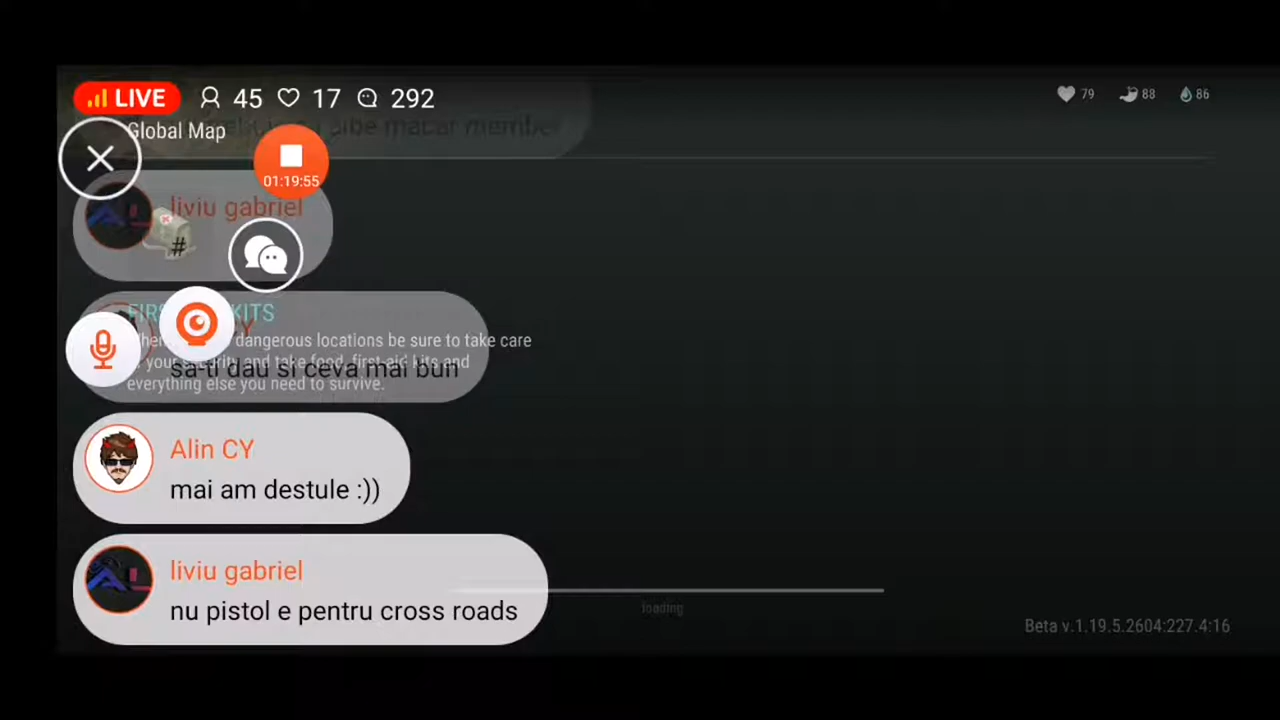 LIVE 45 17 292
79 88 86
aibe macar member
Global Map
01:19:55
liviu gabriel
#
KITS
dangerous locations be sure to take care
your security and take food, first-aid kits and
everything else you need to survive.
sa-ti dau si ceva mai bun
Alin CY
mai am destule :))
liviu gabriel
nu pistol e pentru cross roads
loading
Beta v.1.19.5.2604:227.4:16